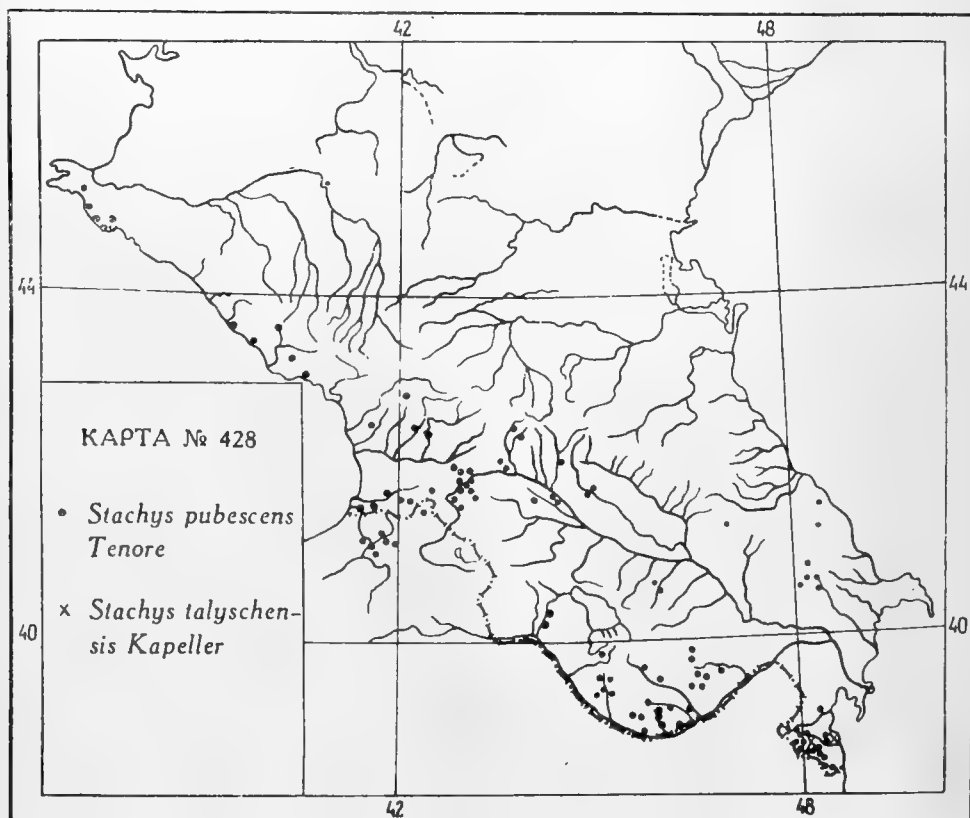 42 48
44 44
КАРТА № 428
Stachys pubescens
Tenore
x Stachys talyschen-
sis Kapeller
40 40
42 48